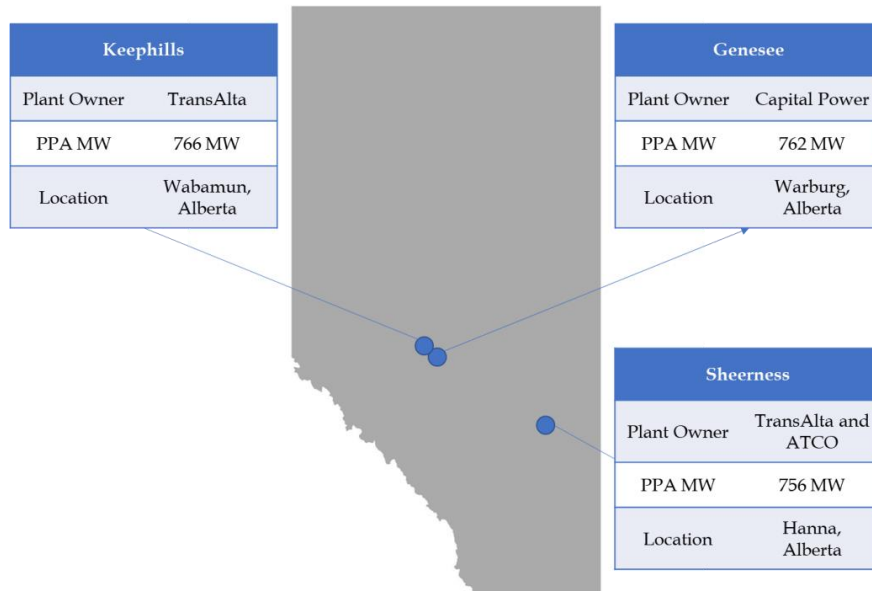 Keephills
Plant Owner TransAlta
PPA MW 766 MW
Location Wabamun,
Alberta
Genesee
Plant Owner Capital Power
PPA MW 762 MW
Location Warburg,
Alberta
Sheerness
Plant Owner TransAlta and
ATCO
PPA MW 756 MW
Location Hanna,
Alberta